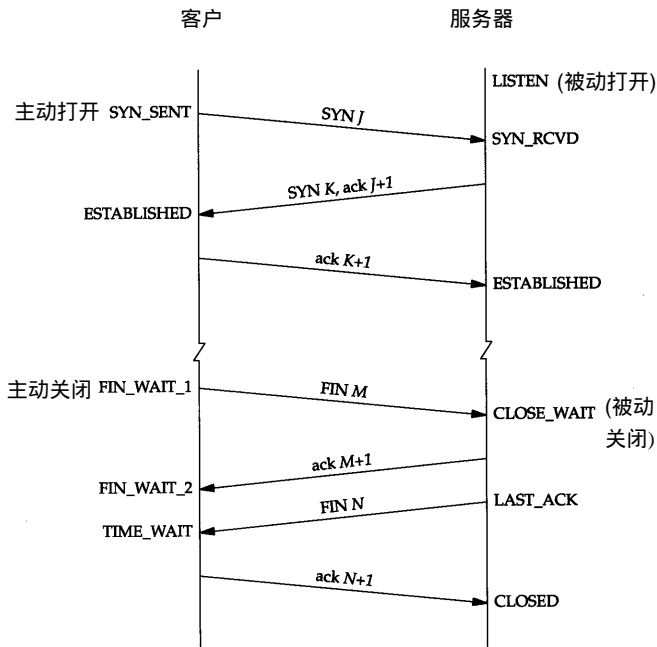 客户 服务器
LISTEN (被动打开)
主动打开 SYN_SENT
SYN J
SYN_RCVD
SYN K, ack J+1
ESTABLISHED
ack K+1
ESTABLISHED
主动关闭 FIN_WAIT_1
FIN M
CLOSE_WAIT (被动
关闭)
ack M+1
FIN_WAIT_2
FIN N
LAST_ACK
TIME_WAIT
ack N+1
CLOSED